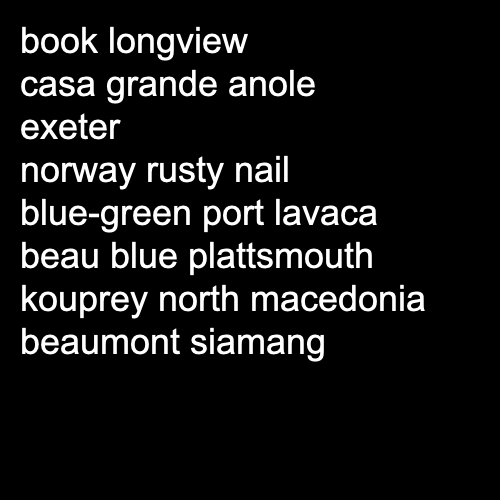 book longview
casa grande anole
exeter
norway rusty nail
blue-green port lavaca
beau blue plattsmouth
kouprey north macedonia
beaumont siamang